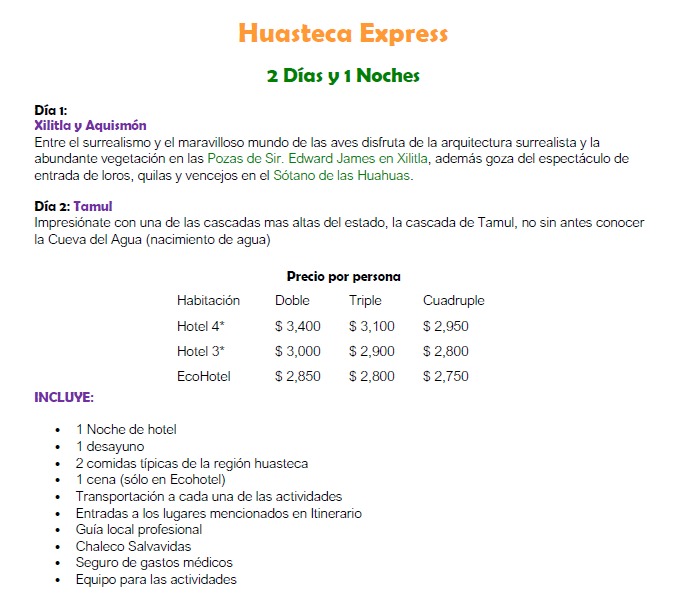 Huasteca Express
2 Días y 1 Noches
Día 1:
Xilitla y Aquismón
Entre el surrealismo y el maravilloso mundo de las aves disfruta de la arquitectura surrealista y la
abundante vegetación en las Pozas de Sir. Edward James en Xilitla, además goza del espectáculo de
entrada de loros, quilas y vencejos en el Sótano de las Huahuas.
Día 2: Tamul
Impresiónate con una de las cascadas mas altas del estado, la cascada de Tamul, no sin antes conocer
la Cueva del Agua (nacimiento de agua)
Precio por persona
Habitación Doble Triple Cuadruple
Hotel 4* $ 3,400 $ 3,100 $ 2,950
Hotel 3* $ 3,000 $ 2,900 $ 2,800
EcoHotel $ 2,850 $ 2,800 $ 2,750
INCLUYE:
• 1 Noche de hotel
• 1 desayuno
• 2 comidas típicas de la región huasteca
• 1 cena (sólo en Ecohotel)
• Transportación a cada una de las actividades
• Entradas a los lugares mencionados en Itinerario
• Guía local profesional
• Chaleco Salvavidas
• Seguro de gastos médicos
• Equipo para las actividades